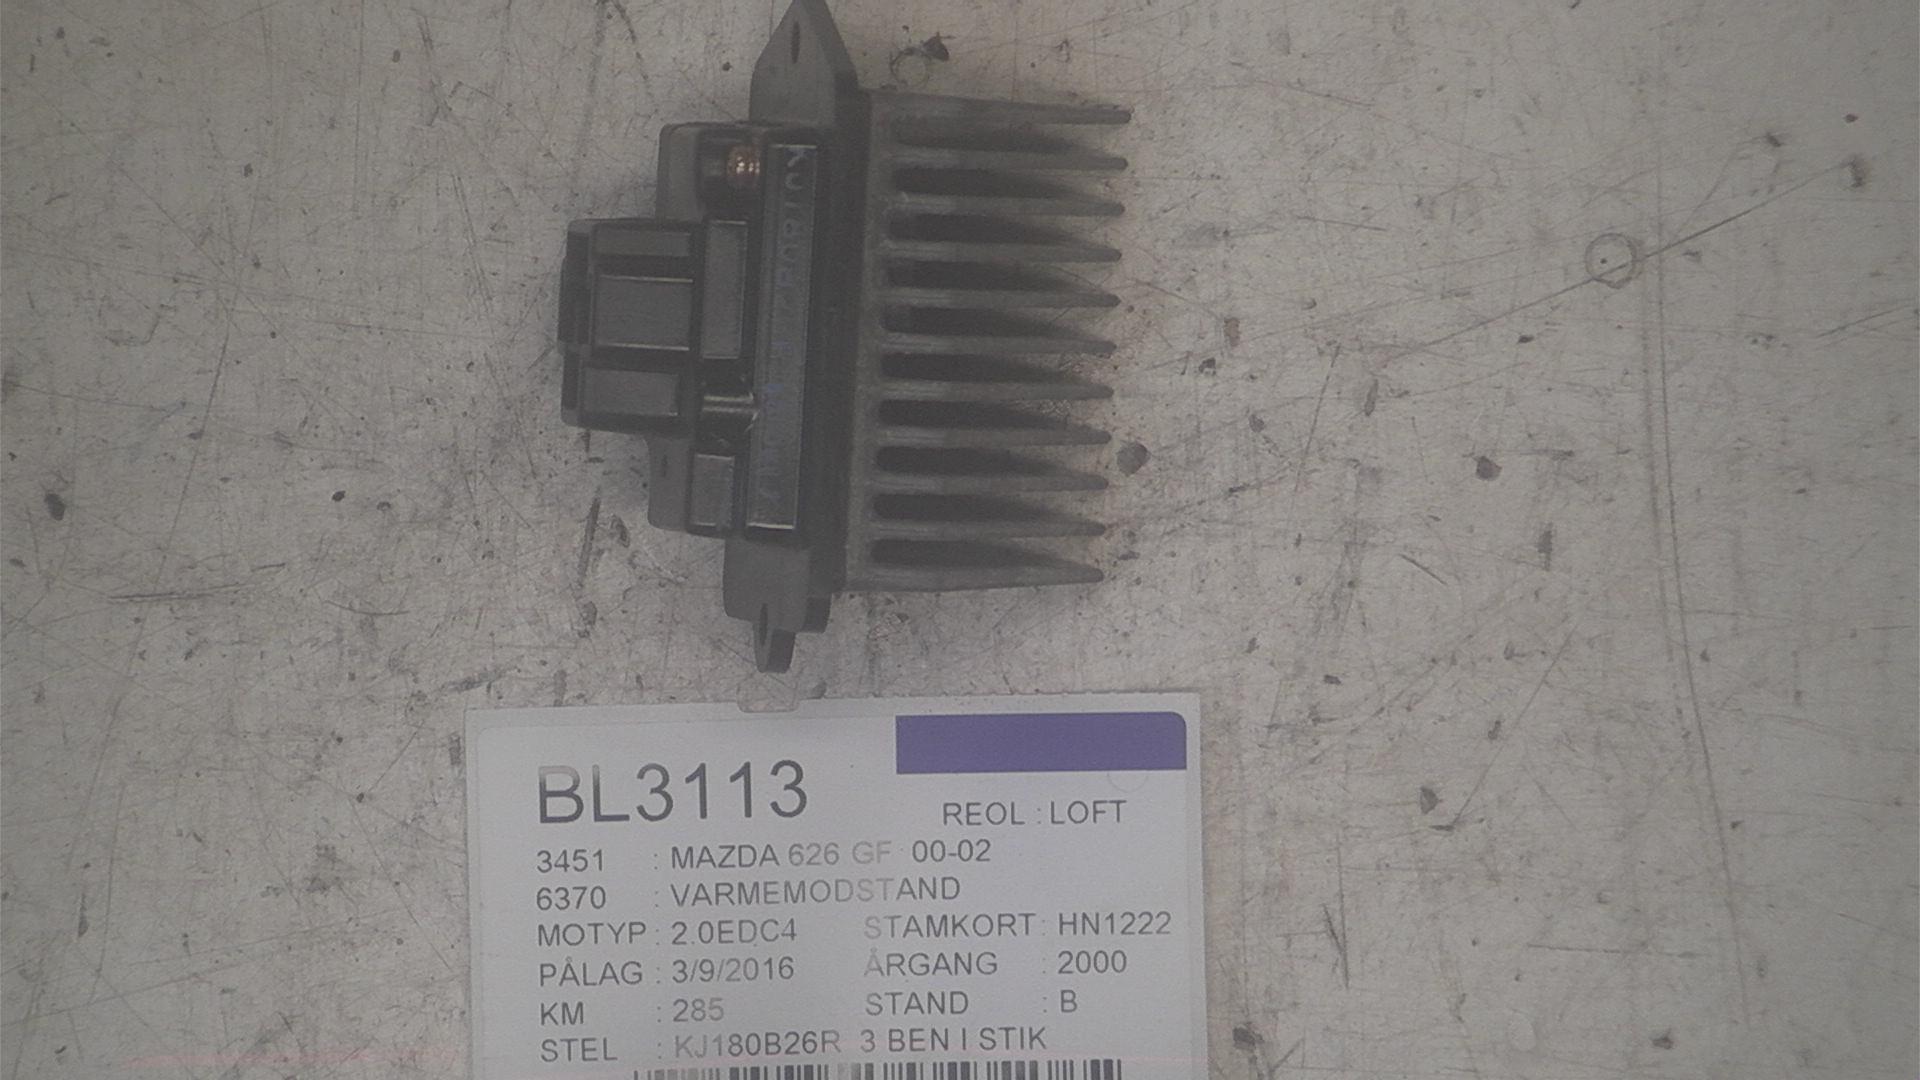 BL3113
REOL : LOFT
3451 : MAZDA 626 GF 00-02
6370 : VARMEMODSTAND
MOTYP : 2.0EDC4 STAMKORT : HN1222
PÅLAG : 3/9/2016 ÅRGANG : 2000
KM : 285 STAND : B
STEL : KJ180B26R 3 BEN I STIK